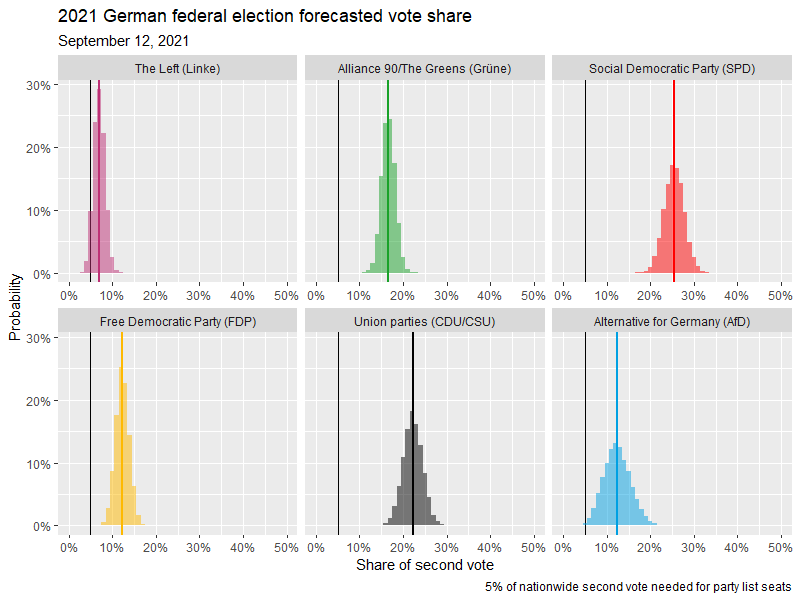 2021 German federal election forecasted vote share
September 12, 2021
The Left (Linke) Alliance 90/The Greens (Grüne) Social Democratic Party (SPD)
30%
20%
10%
0%
0% 10% 20% 30% 40% 50% 0% 10% 20% 30% 40% 50% 0% 10% 20% 30% 40% 50%
Probability
Free Democratic Party (FDP) Union parties (CDU/CSU) Alternative for Germany (AfD)
30%
20%
10%
0%
0% 10% 20% 30% 40% 50% 0% 10% 20% 30% 40% 50% 0% 10% 20% 30% 40% 50%
Share of second vote
5% of nationwide second vote needed for party list seats